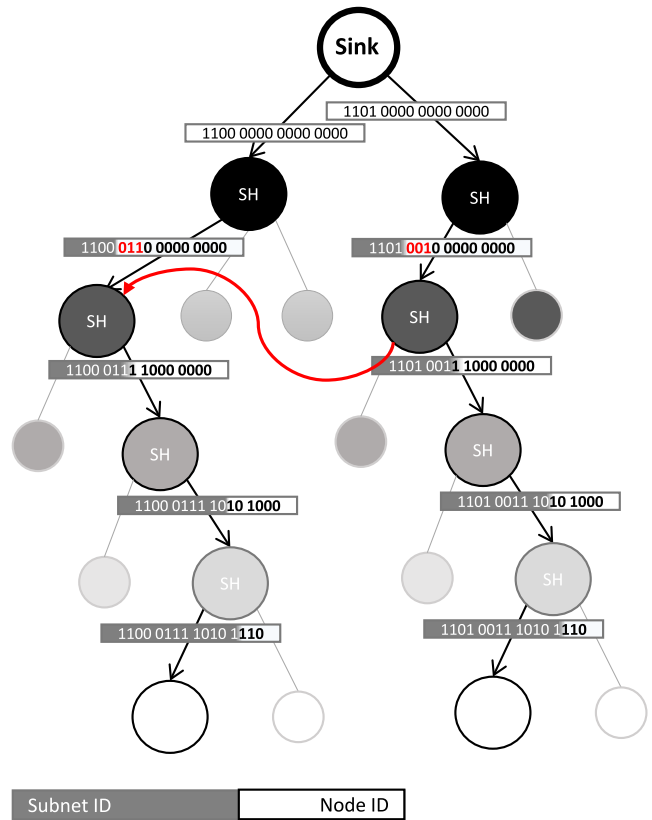 Sink
1101 0000 0000 0000
1100 0000 0000 0000
SH
SH
1100 0110 0000 0000
1101 0010 0000 0000
SH
SH
1100 0111 1000 0000
1101 0011 1000 0000
SH
SH
1100 0111 1010 1000
1101 0011 1010 1000
SH
SH
1100 0111 1010 1110
1101 0011 1010 1110
Subnet ID
Node ID